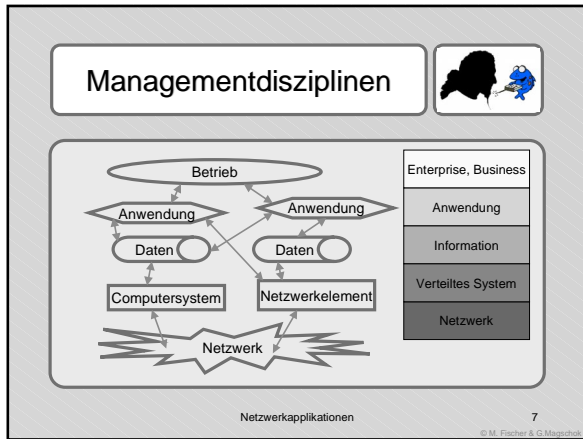 Managementdisziplinen
Betrieb
Anwendung
Anwendung
Daten
Daten
Computersystem
Netzwerkelement
Netzwerk
Enterprise, Business
Anwendung
Information
Verteiltes System
Netzwerk
Netzwerkapplikationen
7
© M. Fischer & G.Magschok